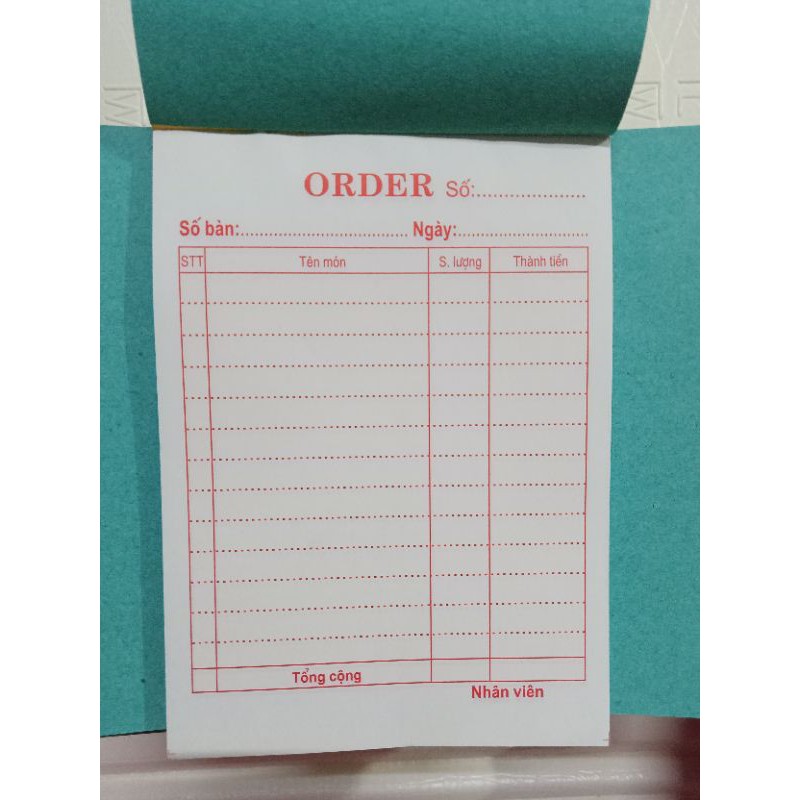 ORDER Số:......................
Số bàn:.................................. Ngày:...........................
STT Tên món S. lượng Thành tiền
Tổng cộng
Nhân viên